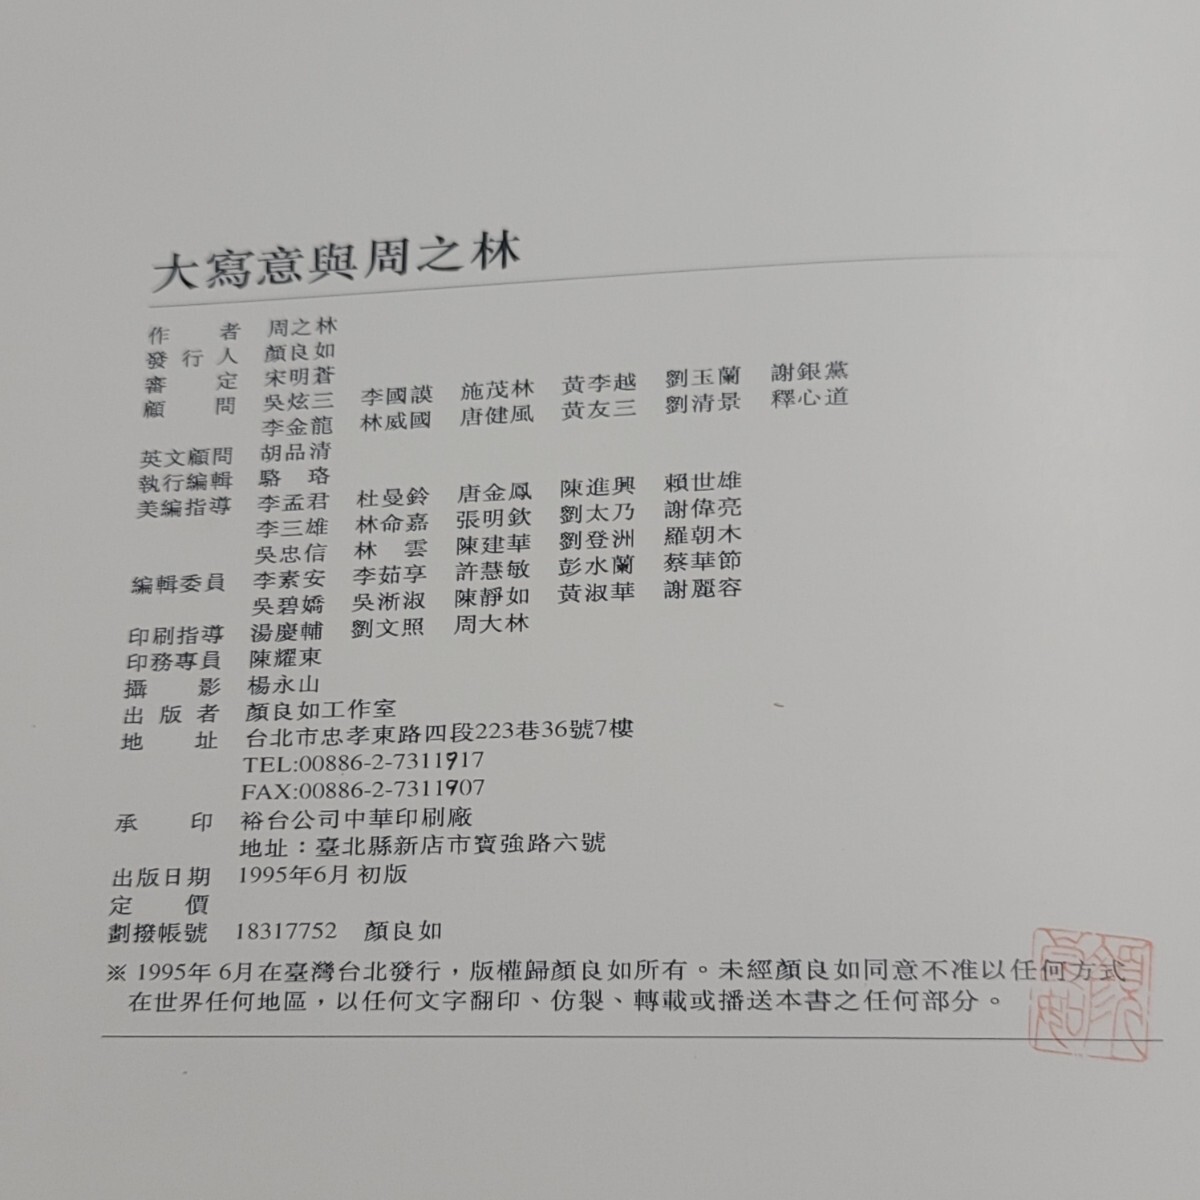 大寫意與周之林
作者 周之林
發行人 顏良如
審定 宋明蒼
顧問 吳炫三 李國謨 施茂林 黃李越 劉玉蘭 謝銀黨
李金龍 林威國 唐健風 黃友三 劉清景 釋心道
英文顧問 胡品清
執行編輯 駱珞
美編指導 李孟君 杜曼鈴 唐金鳳 陳進興 賴世雄
李三雄 林命嘉 張明欽 劉太乃 謝偉亮
吳忠信 林雲 陳建華 劉登洲 羅朝木
編輯委員 李素安 李茹享 許慧敏 彭水蘭 蔡華節
吳碧嬌 吳淅淑 陳靜如 黃淑華 謝麗容
印刷指導 湯慶輔 劉文照 周大林
印務專員 陳耀東
攝影 楊永山
出版者 顏良如工作室
地址 台北市忠孝東路四段223巷36號7樓
TEL:00886-2-7311917
FAX:00886-2-7311907
承印 裕台公司中華印刷廠
地址：臺北縣新店市寶強路六號
出版日期 1995年6月初版
定價
劃撥帳號 18317752 顏良如
※ 1995年6月在臺灣台北發行，版權歸顏良如所有。未經顏良如同意不准以任何方式
在世界任何地區，以任何文字翻印、仿製、轉載或播送本書之任何部分。
顏良如